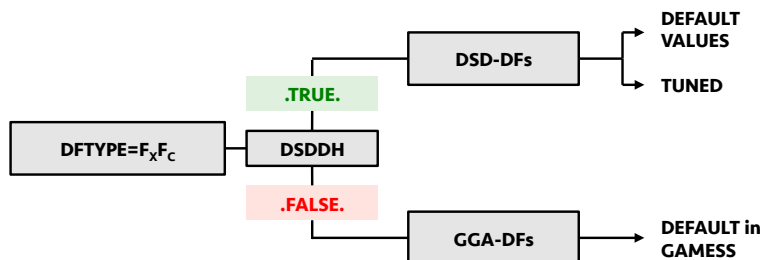 DEFAULT
VALUES
DSD-DFs
TUNED
.TRUE.
DFTYPE=FXFC
DSDDH
.FALSE.
GGA-DFs
DEFAULT in
GAMESS